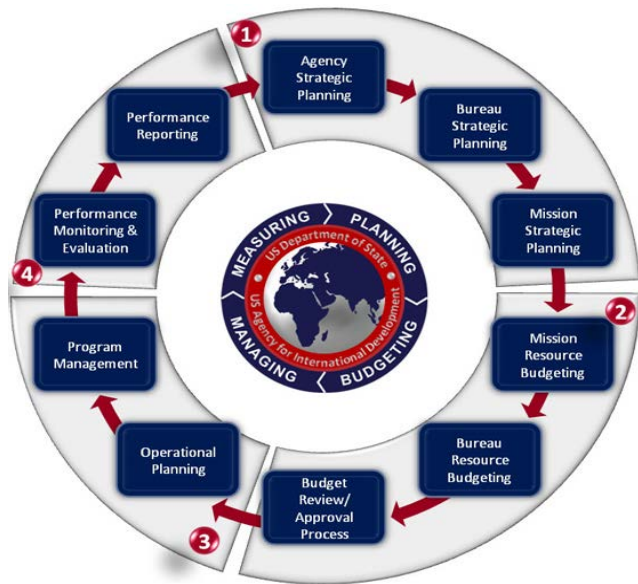 1
Agency
Strategic
Planning
Bureau
Strategic
Planning
Mission
Strategic
Planning
2
Mission
Resource
Budgeting
Bureau
Resource
Budgeting
Budget
Review/
Approval
Process
3
Operational
Planning
Program
Management
4
Performance
Monitoring &
Evaluation
Performance
Reporting
MEASURING
PLANNING
BUDGETING
MANAGING
US Department of State
US Agency for International Development